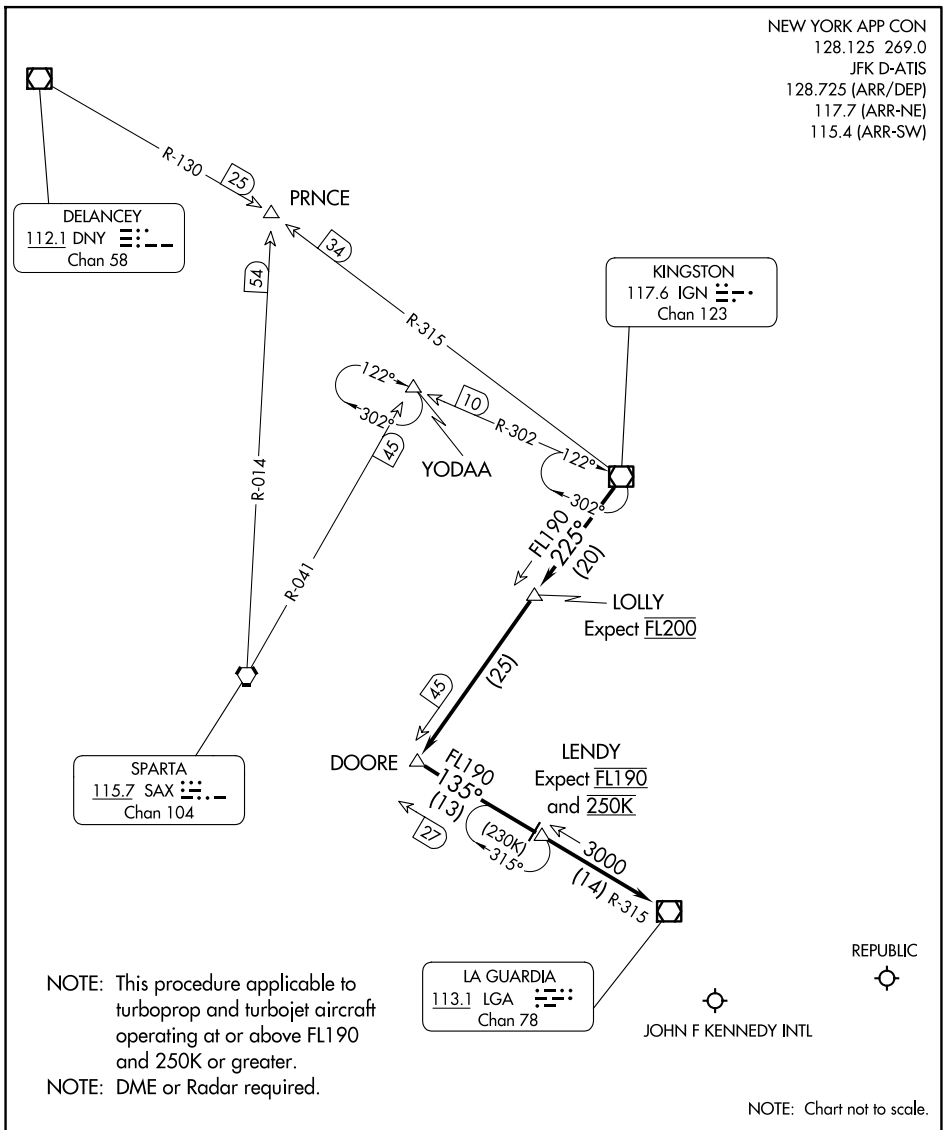 NEW YORK APP CON
128.125 269.0
JFK D-ATIS
128.725 (ARR/DEP)
117.7 (ARR-NE)
115.4 (ARR-SW)
R-130
25
PRNCE
DELANCEY
112.1 DNY
Chan 58
54
34
R-315
KINGSTON
117.6 IGN
Chan 123
122°
302°
10
R-302
122°
302°
45
YODAA
R-014
R-041
FL190
225°
(20)
LOLLY
Expect FL200
(25)
45
SPARTA
115.7 SAX
Chan 104
DOORE
FL190
135°
(13)
27
LENDY
Expect FL190
and 250K
(230K)
315°
3000
(14) R-315
LA GUARDIA
113.1 LGA
Chan 78
REPUBLIC
JOHN F KENNEDY INTL
NOTE: This procedure applicable to
turboprop and turbojet aircraft
operating at or above FL190
and 250K or greater.
NOTE: DME or Radar required.
NOTE: Chart not to scale.